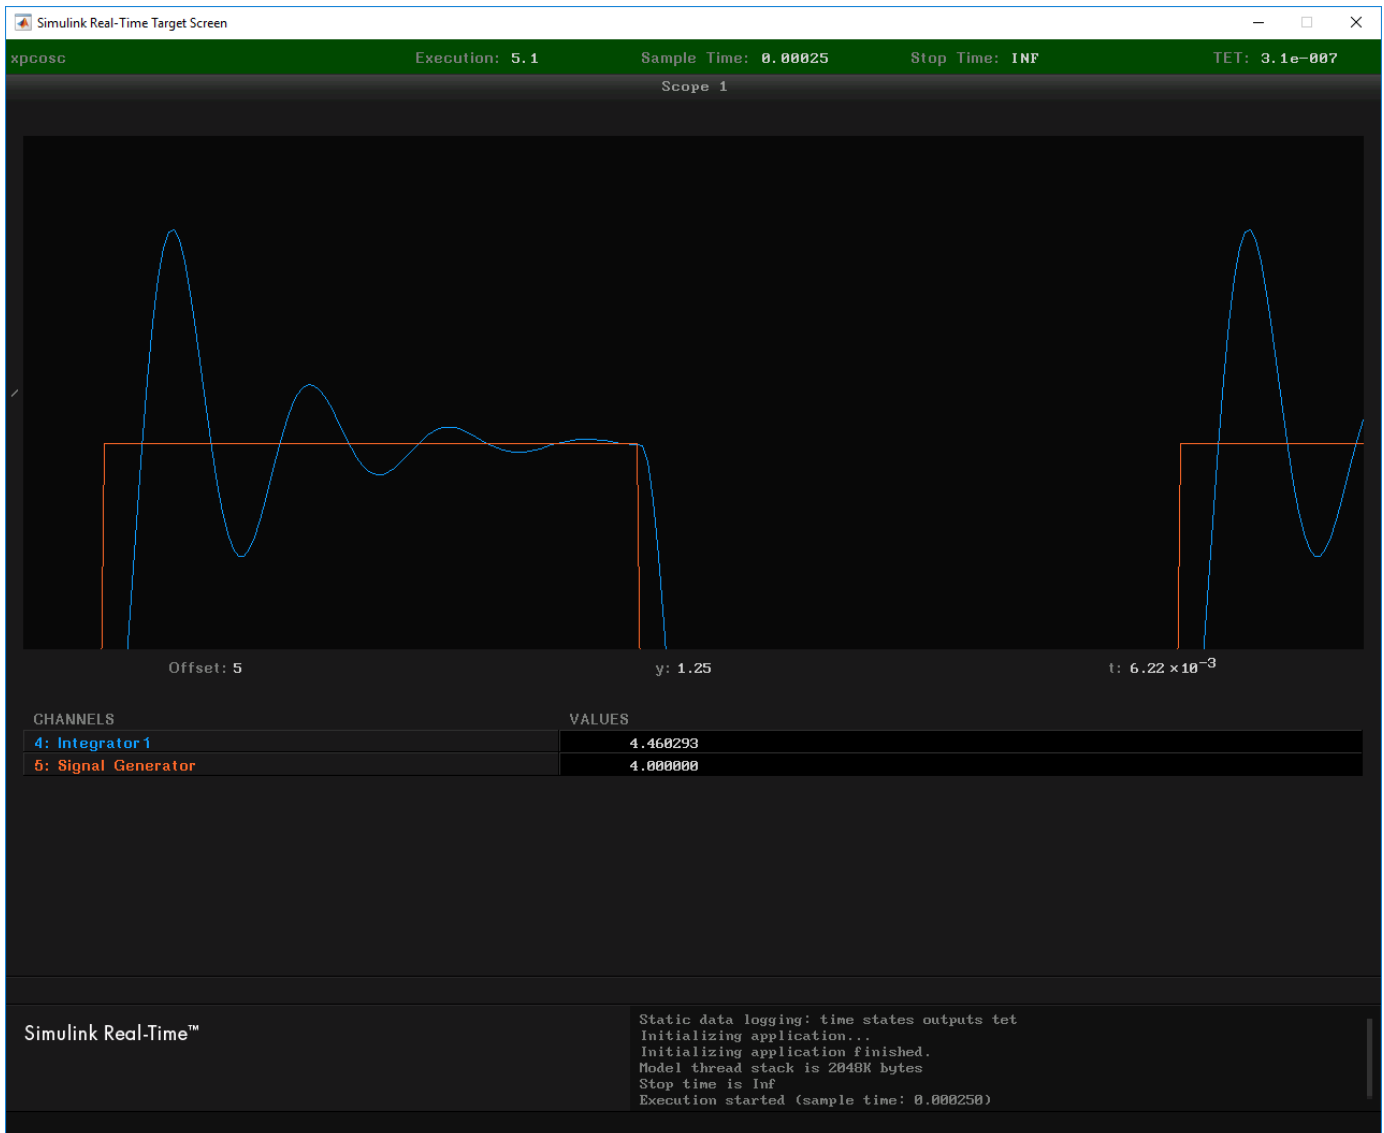 Simulink Real-Time Target Screen
xpcosc Execution: 5.1 Sample Time: 0.00025 Stop Time: INF TET: 3.1e-007
Scope 1
Offset: 5 y: 1.25 t: 6.22 ×10⁻³
CHANNELS VALUES
4: Integrator1 4.460293
5: Signal Generator 4.000000
Simulink Real-Time™
Static data logging: time states outputs tet
Initializing application...
Initializing application finished.
Model thread stack is 2048K bytes
Stop time is Inf
Execution started (sample time: 0.000250)